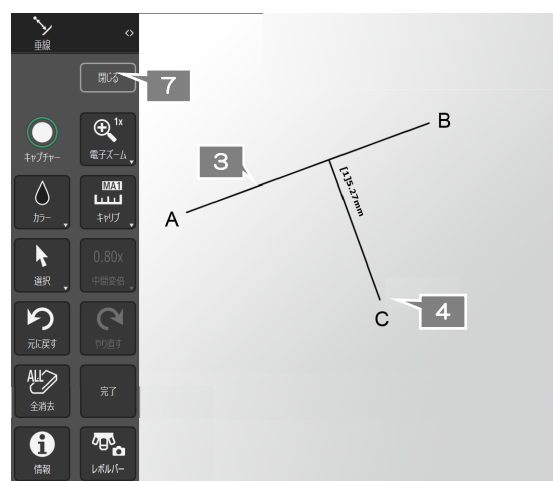 垂線
閉じる
7
キャプチャー
1x
電子ズーム
カラー
MA1
キャリブ
選択
0.80x
中間変倍
元に戻す
やり直す
ALL
全消去
完了
情報
レボルバー
B
3
[1]5.27mm
A
4
C